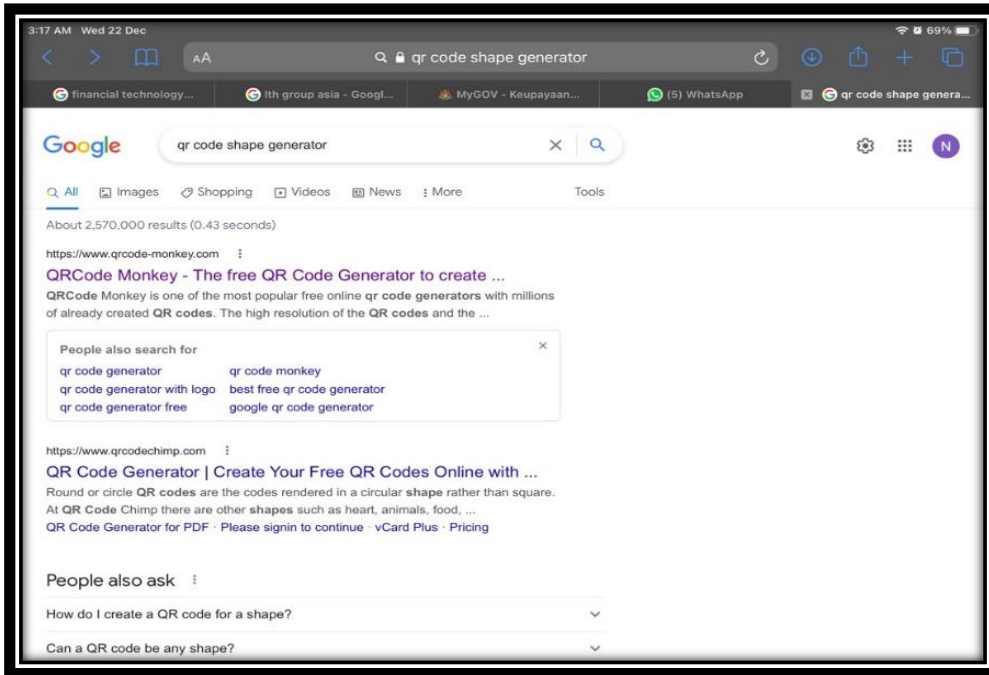 3:17 AM Wed 22 Dec 69%
AA qr code shape generator
financial technology... lth group asia - Googl... MyGOV - Keupayaan... (5) WhatsApp qr code shape genera...
Google qr code shape generator N
All Images Shopping Videos News More Tools
About 2,570,000 results (0.43 seconds)
https://www.qrcode-monkey.com
QRCode Monkey - The free QR Code Generator to create ...
QRCode Monkey is one of the most popular free online qr code generators with millions
of already created QR codes. The high resolution of the QR codes and the ...
People also search for
qr code generator qr code monkey
qr code generator with logo best free qr code generator
qr code generator free google qr code generator
https://www.qrcodechimp.com
QR Code Generator | Create Your Free QR Codes Online with ...
Round or circle QR codes are the codes rendered in a circular shape rather than square.
At QR Code Chimp there are other shapes such as heart, animals, food, ...
QR Code Generator for PDF · Please signin to continue · vCard Plus · Pricing
People also ask
How do I create a QR code for a shape?
Can a QR code be any shape?